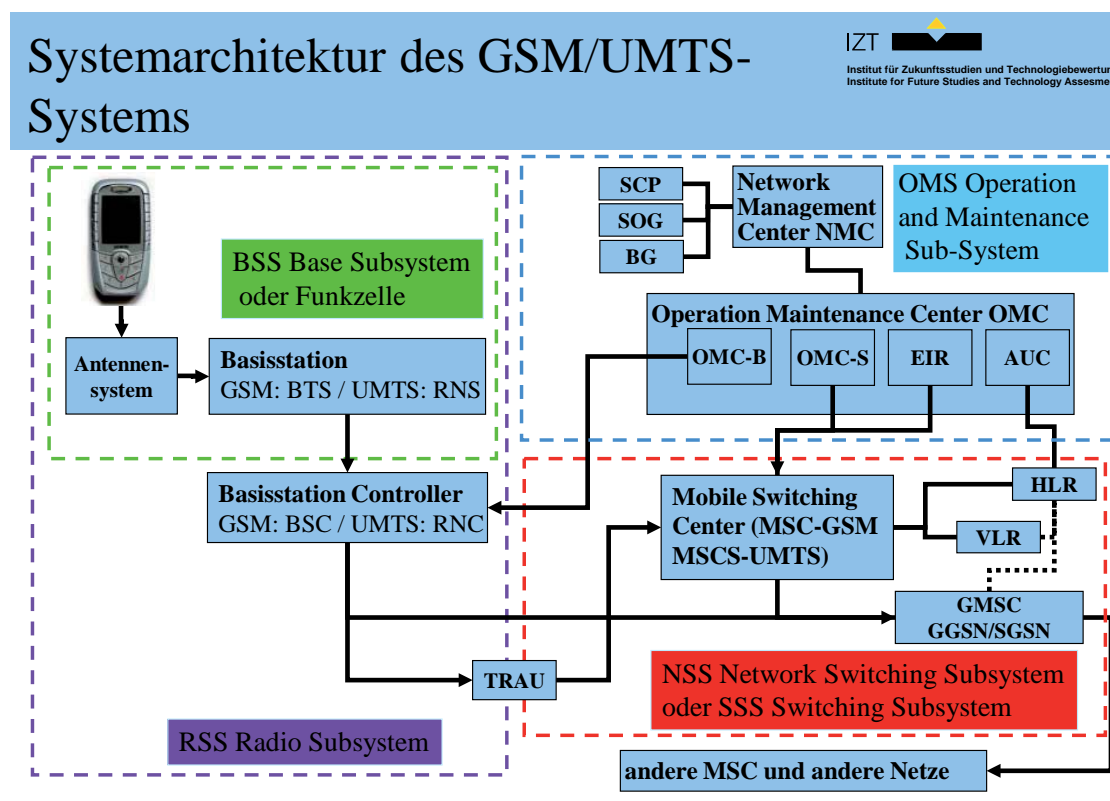 Systemarchitektur des GSM/UMTS-
Systems
IZT
Institut für Zukunftsstudien und Technologiebewertun
Institute for Future Studies and Technology Assesme
BSS Base Subsystem
oder Funkzelle
Antennen-
system
Basisstation
GSM: BTS / UMTS: RNS
Basisstation Controller
GSM: BSC / UMTS: RNC
TRAU
RSS Radio Subsystem
SCP
SOG
BG
Network
Management
Center NMC
OMS Operation
and Maintenance
Sub-System
Operation Maintenance Center OMC
OMC-B
OMC-S
EIR
AUC
Mobile Switching
Center (MSC-GSM
MSCS-UMTS)
HLR
VLR
GMSC
GGSN/SGSN
NSS Network Switching Subsystem
oder SSS Switching Subsystem
andere MSC und andere Netze